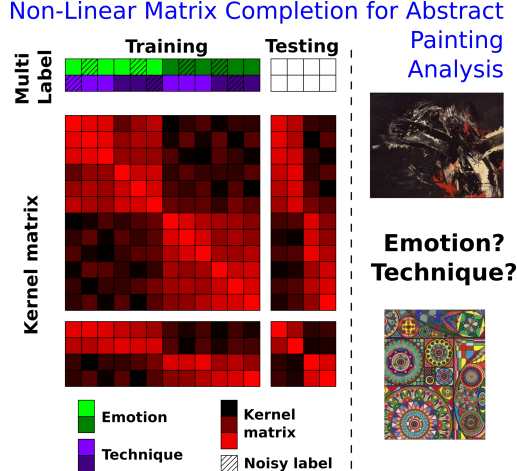 Non-Linear Matrix Completion for Abstract
Painting
Analysis
Training
Testing
Multi
Label
Kernel matrix
Emotion?
Technique?
Emotion
Technique
Kernel
matrix
Noisy label